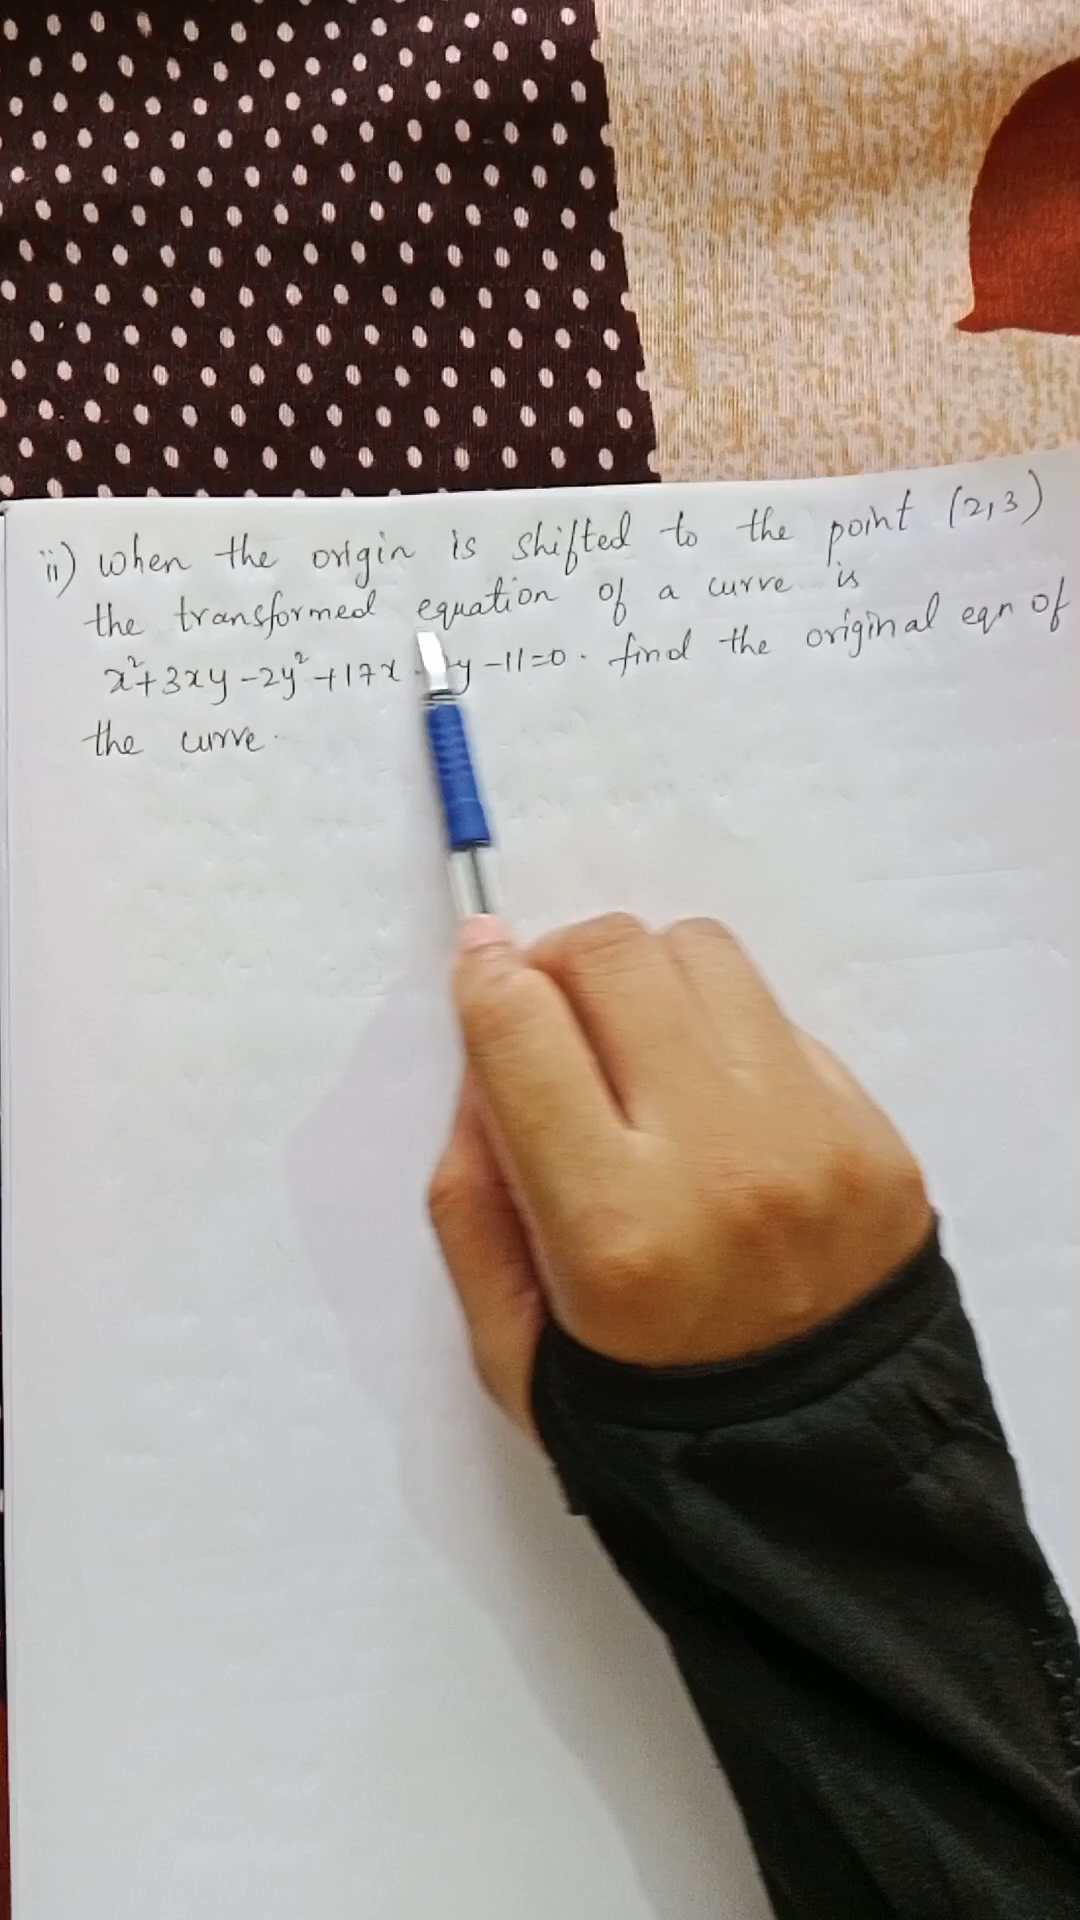 ii) when the origin is shifted to the point (2,3)
the transformed equation of a curve is
x²+3xy-2y²+17x - y -11=0. find the original eqn of
the curve.